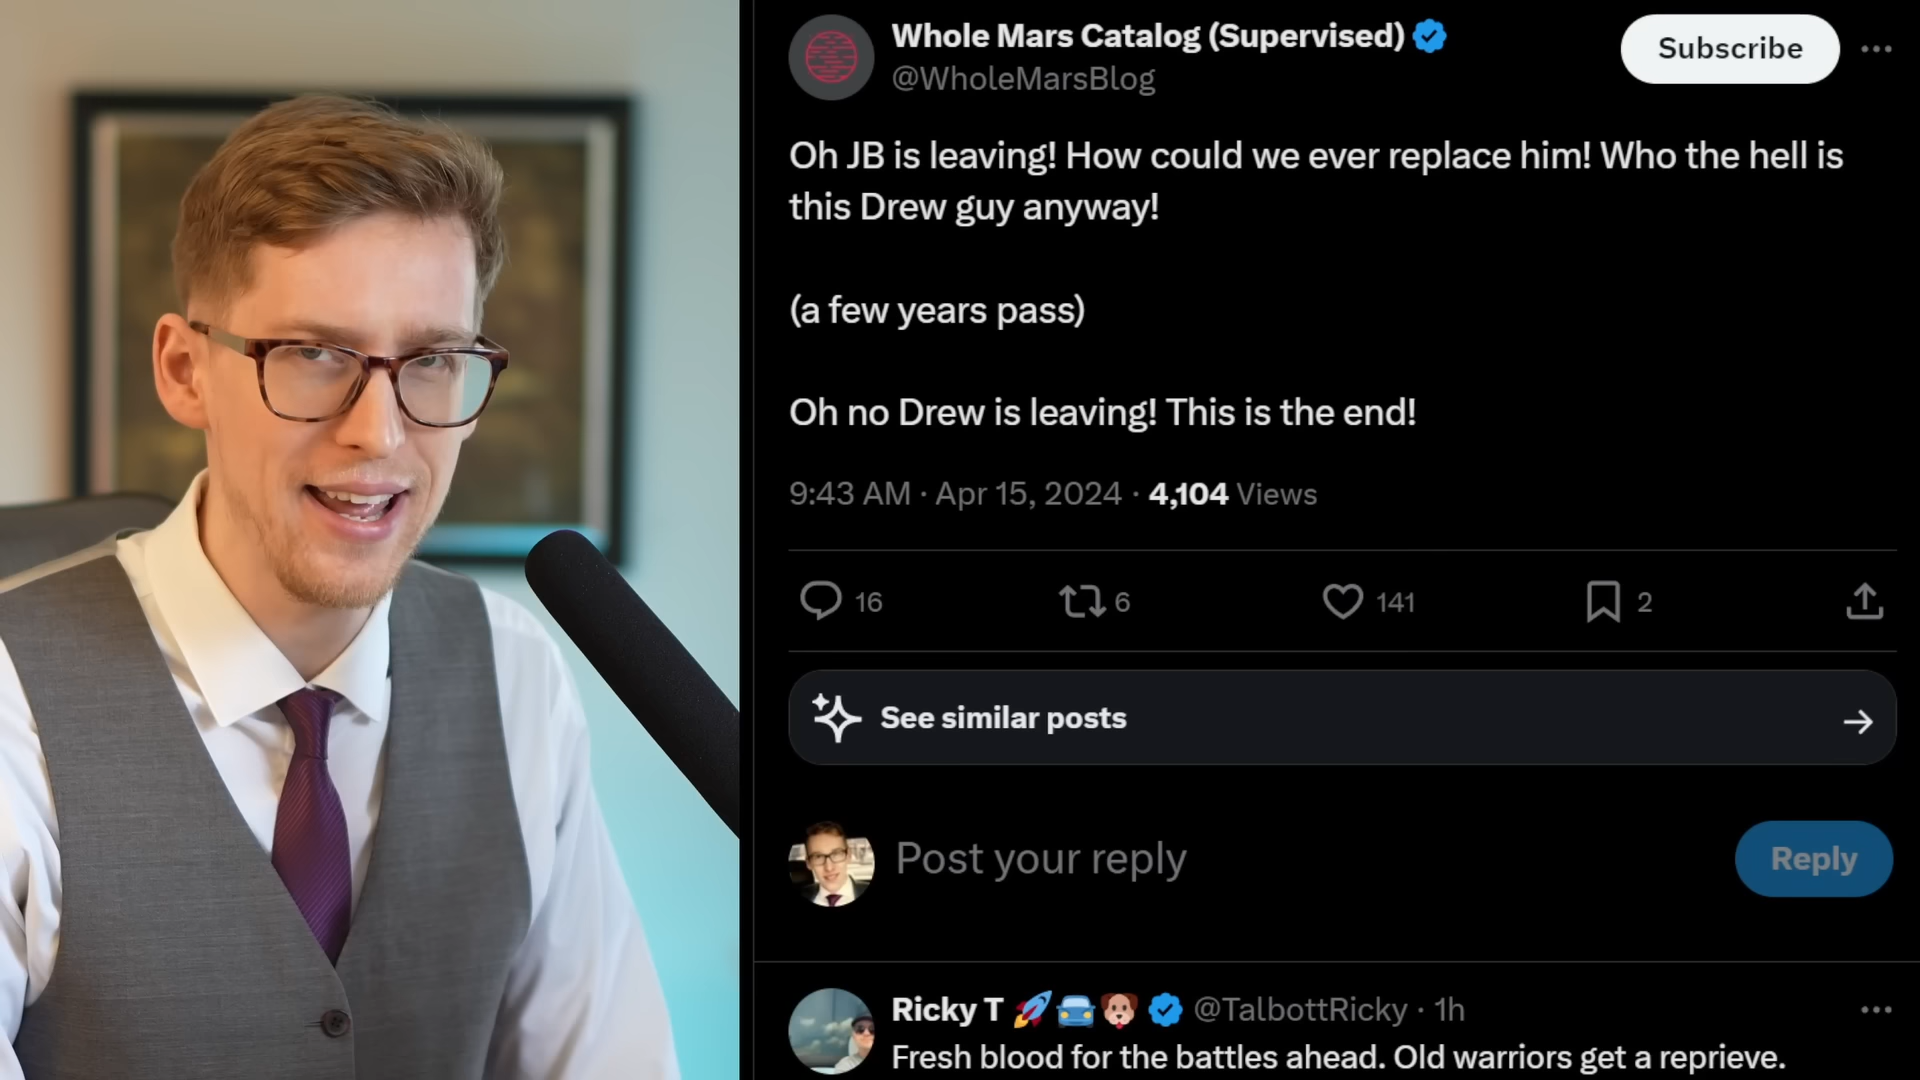 Whole Mars Catalog (Supervised)
@WholeMarsBlog
Subscribe
Oh JB is leaving! How could we ever replace him! Who the hell is
this Drew guy anyway!
(a few years pass)
Oh no Drew is leaving! This is the end!
9:43 AM · Apr 15, 2024 · 4,104 Views
16 6 141 2
See similar posts
Post your reply
Reply
Ricky T 🚀🚙🐶 @TalbottRicky · 1h
Fresh blood for the battles ahead. Old warriors get a reprieve.